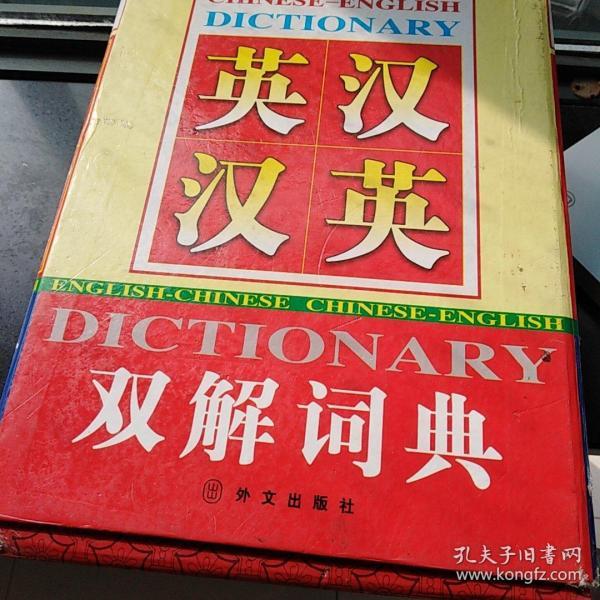 CHINESE-ENGLISH
DICTIONARY
英汉
汉英
ENGLISH-CHINESE CHINESE-ENGLISH
DICTIONARY
双解词典
外文出版社
孔夫子旧书网
www.kongfz.com